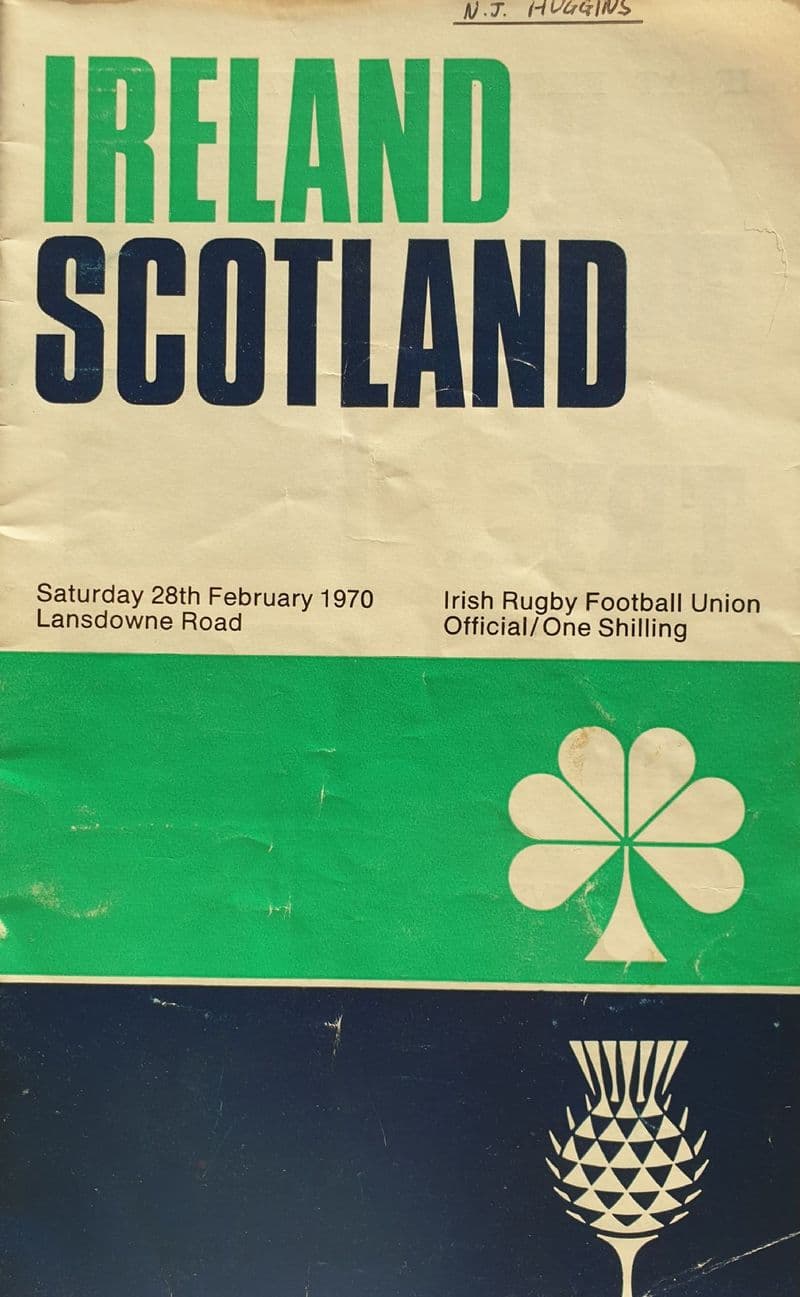 N.J. HUGGINS
IRELAND
SCOTLAND
Saturday 28th February 1970
Lansdowne Road
Irish Rugby Football Union
Official/One Shilling